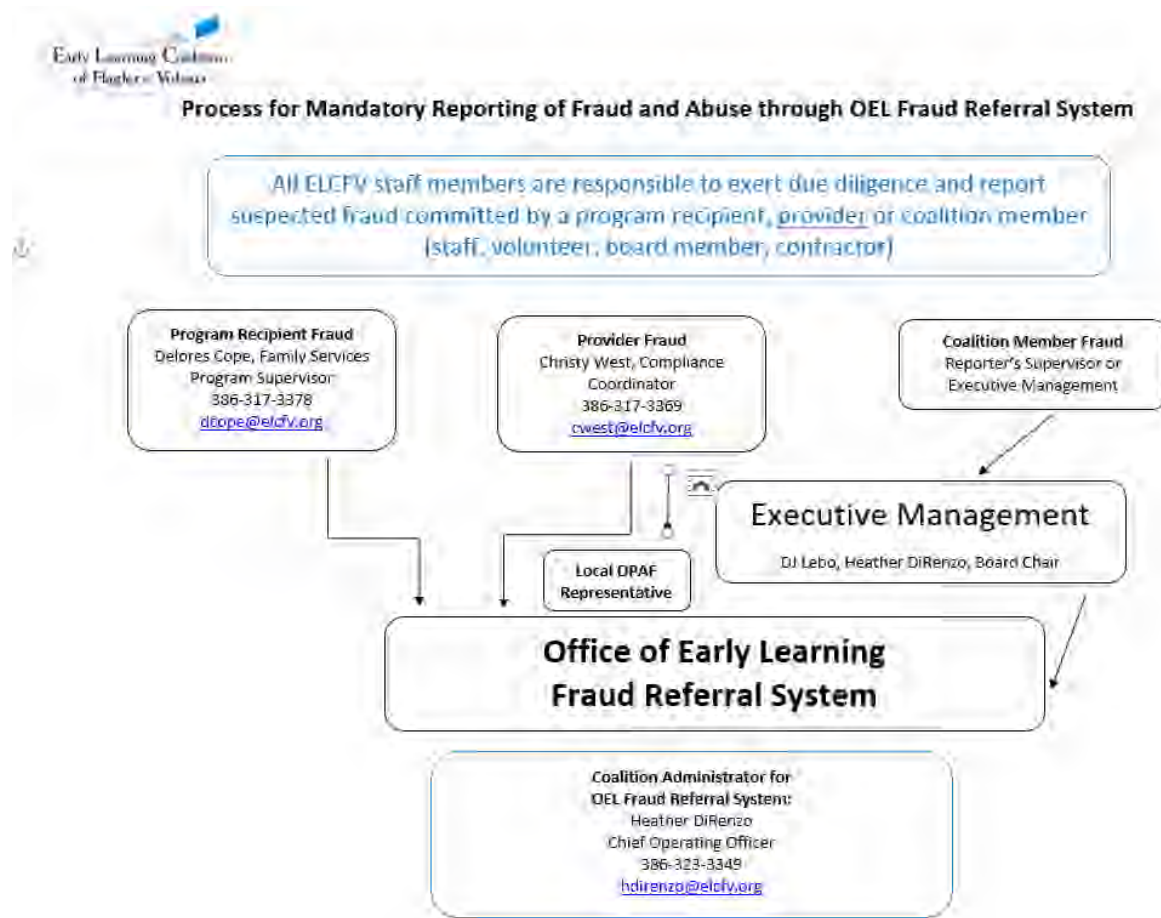 Early Learning Coalition
of Flagler & Volusia
Process for Mandatory Reporting of Fraud and Abuse through OEL Fraud Referral System
All ELCFV staff members are responsible to exert due diligence and report
suspected fraud committed by a program recipient, provider or coalition member
(staff, volunteer, board member, contractor)
Program Recipient Fraud
Delores Cope, Family Services
Program Supervisor
386-317-3378
dcope@elcfv.org
Provider Fraud
Christy West, Compliance
Coordinator
386-317-3369
cwest@elcfv.org
Coalition Member Fraud
Reporter's Supervisor or
Executive Management
Executive Management
DJ Lebo, Heather DiRenzo, Board Chair
Local DPAF
Representative
Office of Early Learning
Fraud Referral System
Coalition Administrator for
OEL Fraud Referral System:
Heather DiRenzo
Chief Operating Officer
386-323-3349
hdirenzo@elcfv.org